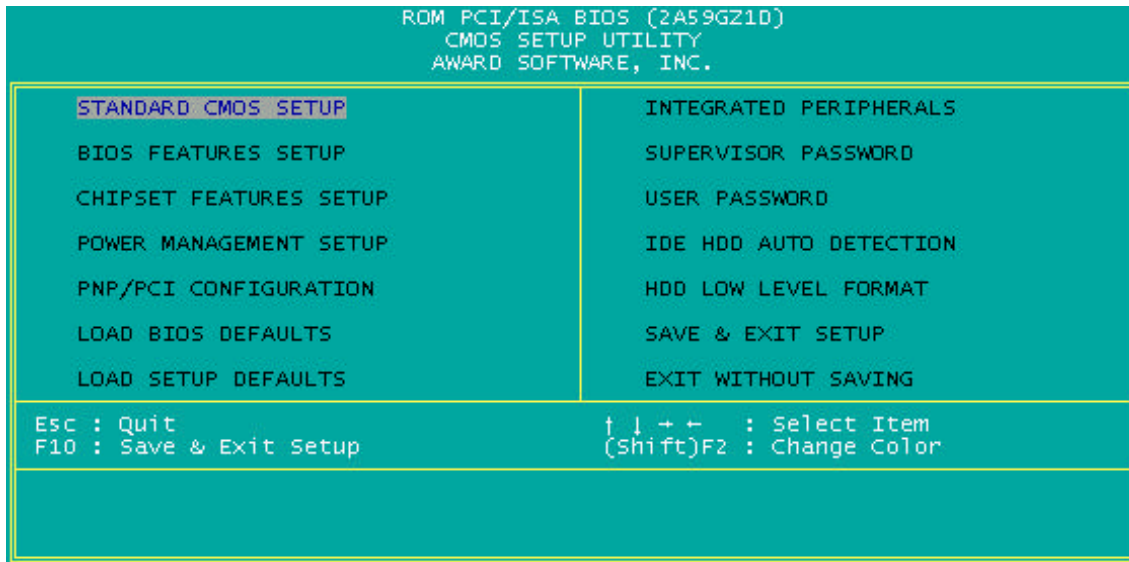 ROM PCI/ISA BIOS (2A59GZ1D)
CMOS SETUP UTILITY
AWARD SOFTWARE, INC.
STANDARD CMOS SETUP
BIOS FEATURES SETUP
CHIPSET FEATURES SETUP
POWER MANAGEMENT SETUP
PNP/PCI CONFIGURATION
LOAD BIOS DEFAULTS
LOAD SETUP DEFAULTS
INTEGRATED PERIPHERALS
SUPERVISOR PASSWORD
USER PASSWORD
IDE HDD AUTO DETECTION
HDD LOW LEVEL FORMAT
SAVE & EXIT SETUP
EXIT WITHOUT SAVING
Esc : Quit
F10 : Save & Exit Setup
↑ ↓ → ← : Select Item
(Shift)F2 : Change Color